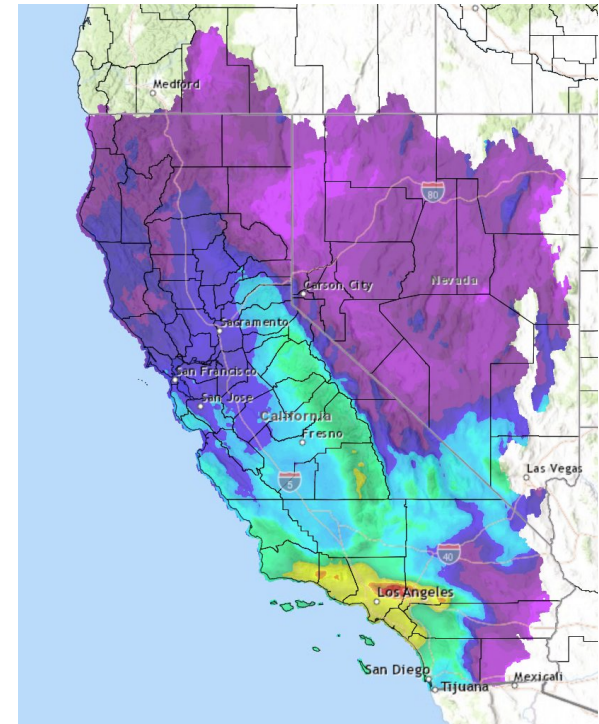 Medford
80
Carson City
Nevada
Sacramento
San Francisco
San Jose
California
Fresno
5
Las Vegas
40
Los Angeles
San Diego
Tijuana
Mexicali